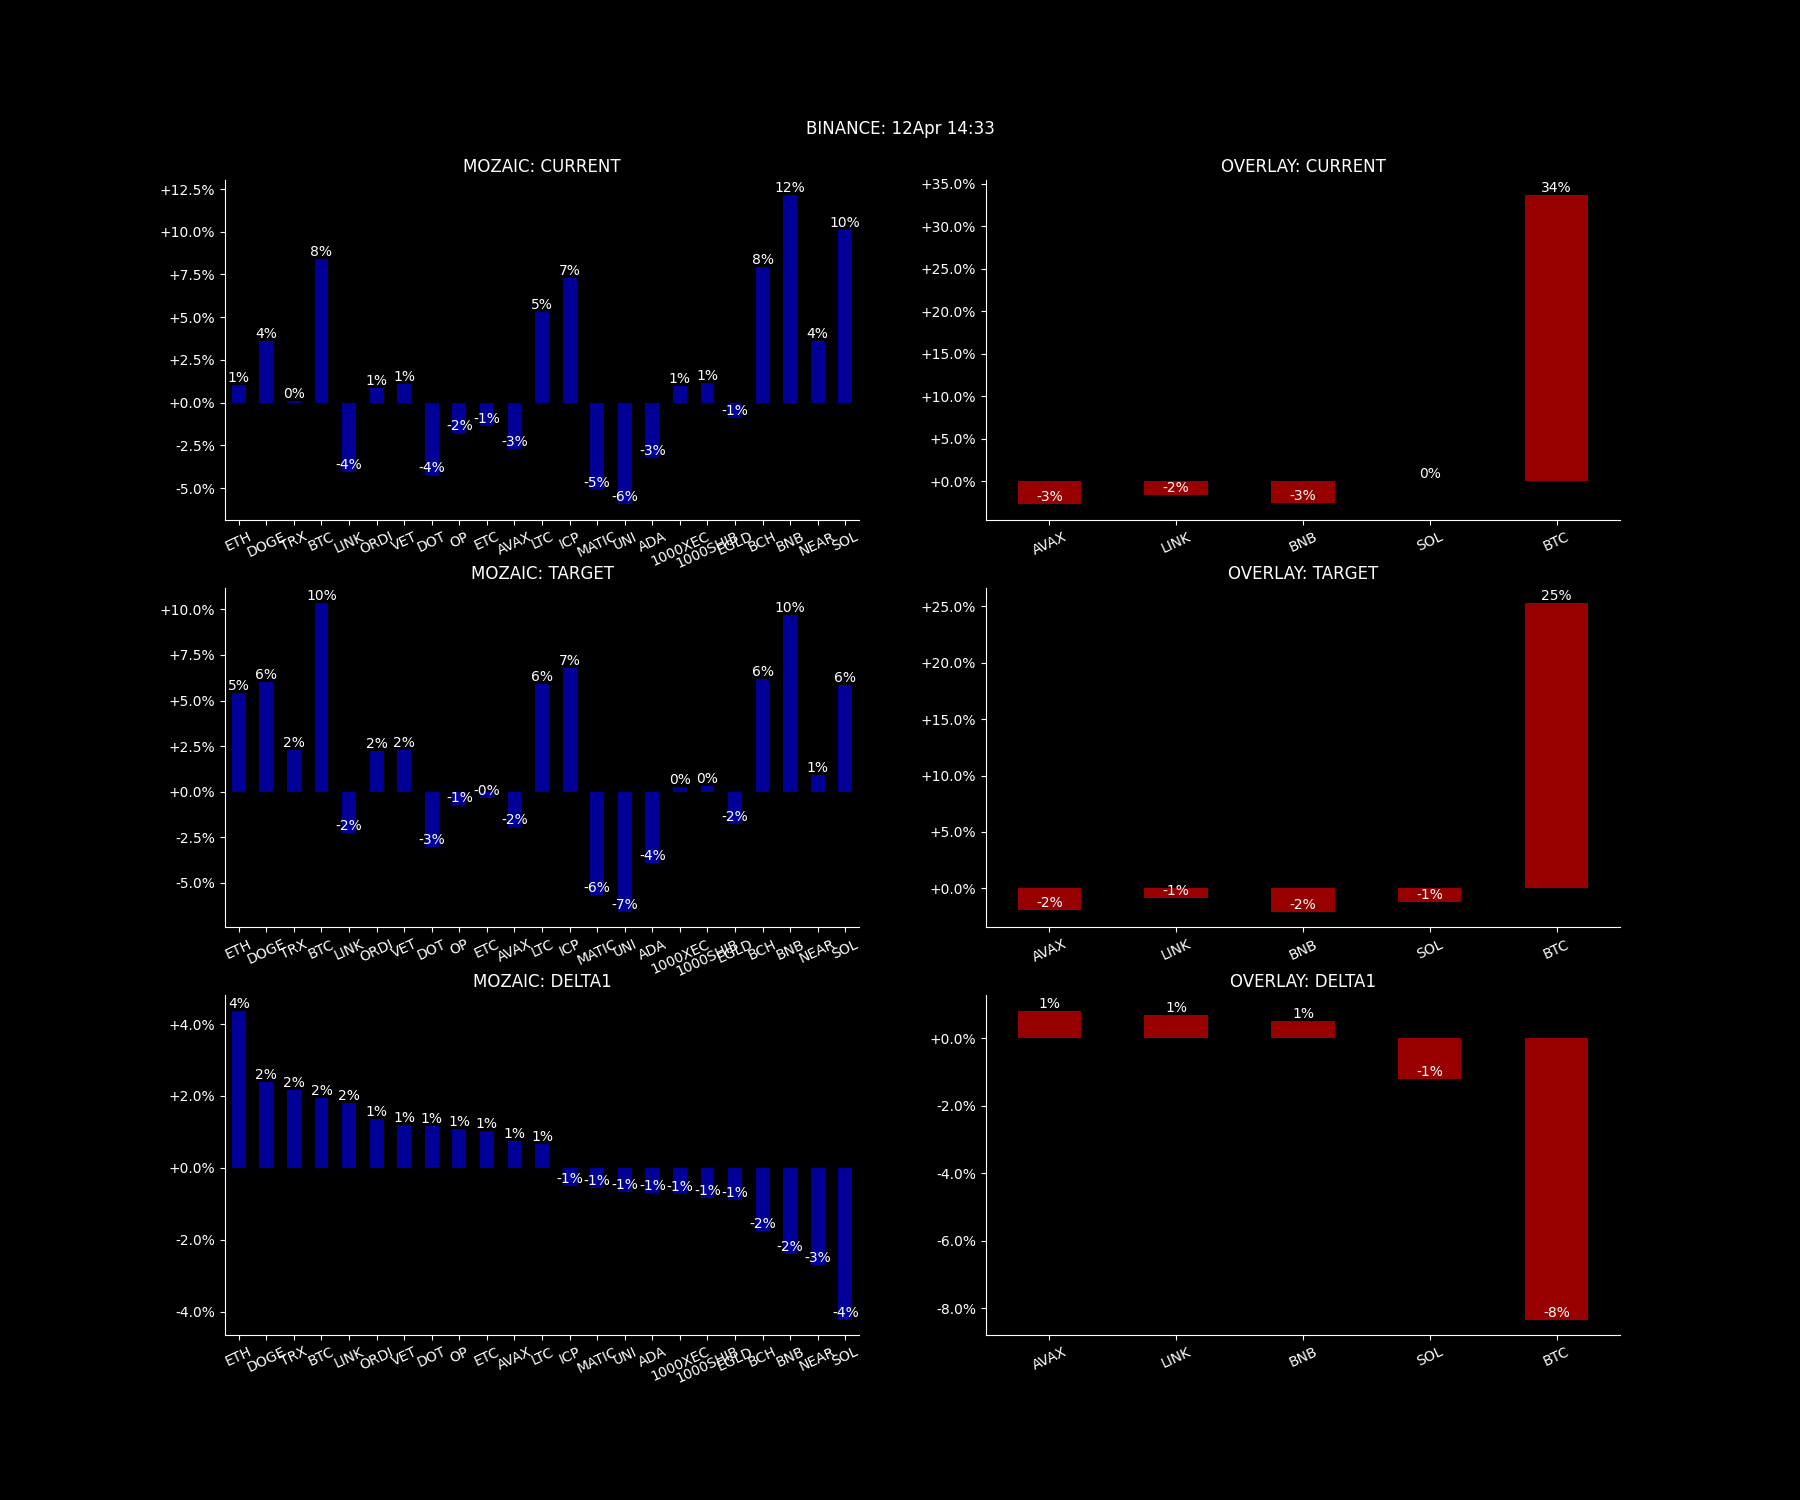 BINANCE: 12Apr 14:33
MOZAIC: CURRENT
+12.5%
+10.0%
+7.5%
+5.0%
+2.5%
+0.0%
-2.5%
-5.0%
1% 4% 0% 8% -4% 1% 1% -4% -2% -1% -3% 5% 7% -5% -6% -3% 1% 1% -1% 8% 12% 4% 10%
ETH DOGE TRX BTC LINK ORDI VET DOT OP ETC AVAX LTC ICP MATIC UNI ADA 1000XEC 1000SHIB EGLD BCH BNB NEAR SOL
OVERLAY: CURRENT
+35.0%
+30.0%
+25.0%
+20.0%
+15.0%
+10.0%
+5.0%
+0.0%
-3% -2% -3% 0% 34%
AVAX LINK BNB SOL BTC
MOZAIC: TARGET
+10.0%
+7.5%
+5.0%
+2.5%
+0.0%
-2.5%
-5.0%
5% 6% 2% 10% -2% 2% 2% -3% -1% -0% -2% 6% 7% -6% -7% -4% 0% 0% -2% 6% 10% 1% 6%
ETH DOGE TRX BTC LINK ORDI VET DOT OP ETC AVAX LTC ICP MATIC UNI ADA 1000XEC 1000SHIB EGLD BCH BNB NEAR SOL
OVERLAY: TARGET
+25.0%
+20.0%
+15.0%
+10.0%
+5.0%
+0.0%
-2% -1% -2% -1% 25%
AVAX LINK BNB SOL BTC
MOZAIC: DELTA1
+4.0%
+2.0%
+0.0%
-2.0%
-4.0%
4% 2% 2% 2% 2% 1% 1% 1% 1% 1% 1% 1% -1% -1% -1% -1% -1% -1% -1% -2% -2% -3% -4%
ETH DOGE TRX BTC LINK ORDI VET DOT OP ETC AVAX LTC ICP MATIC UNI ADA 1000XEC 1000SHIB EGLD BCH BNB NEAR SOL
OVERLAY: DELTA1
+0.0%
-2.0%
-4.0%
-6.0%
-8.0%
1% 1% 1% -1% -8%
AVAX LINK BNB SOL BTC